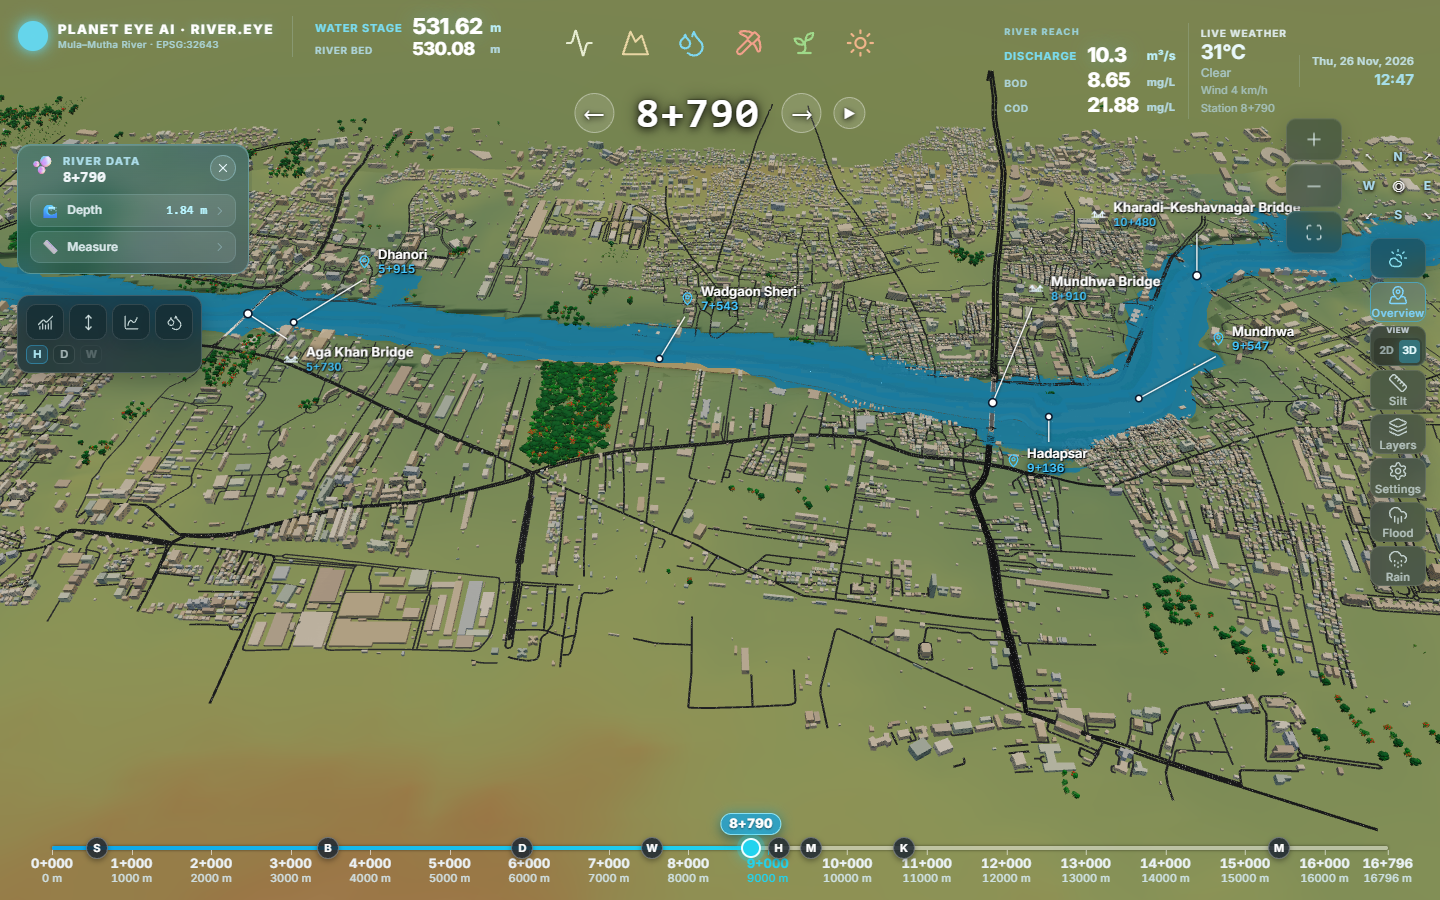 PLANET EYE AI · RIVER.EYE
Mula–Mutha River · EPSG:32643
WATER STAGE 531.62 m
RIVER BED 530.08 m
RIVER REACH
DISCHARGE 10.3 m³/s
BOD 8.65 mg/L
COD 21.88 mg/L
LIVE WEATHER
31°C
Clear
Wind 4 km/h
Station 8+790
Thu, 26 Nov, 2026
12:47
← 8+790 →
RIVER DATA
8+790
Depth 1.84 m
Measure
H D W
N
W E
S
Kharadi–Keshavnagar Bridge
10+480
Dhanori
5+915
Wadgaon Sheri
7+543
Mundhwa Bridge
8+910
Mundhwa
9+547
Aga Khan Bridge
5+730
Hadapsar
9+136
Overview
VIEW
2D 3D
Silt
Layers
Settings
Flood
Rain
8+790
S B D W H M K M
0+000 1+000 2+000 3+000 4+000 5+000 6+000 7+000 8+000 9+000 10+000 11+000 12+000 13+000 14+000 15+000 16+000 16+796
0 m 1000 m 2000 m 3000 m 4000 m 5000 m 6000 m 7000 m 8000 m 9000 m 10000 m 11000 m 12000 m 13000 m 14000 m 15000 m 16000 m 16796 m